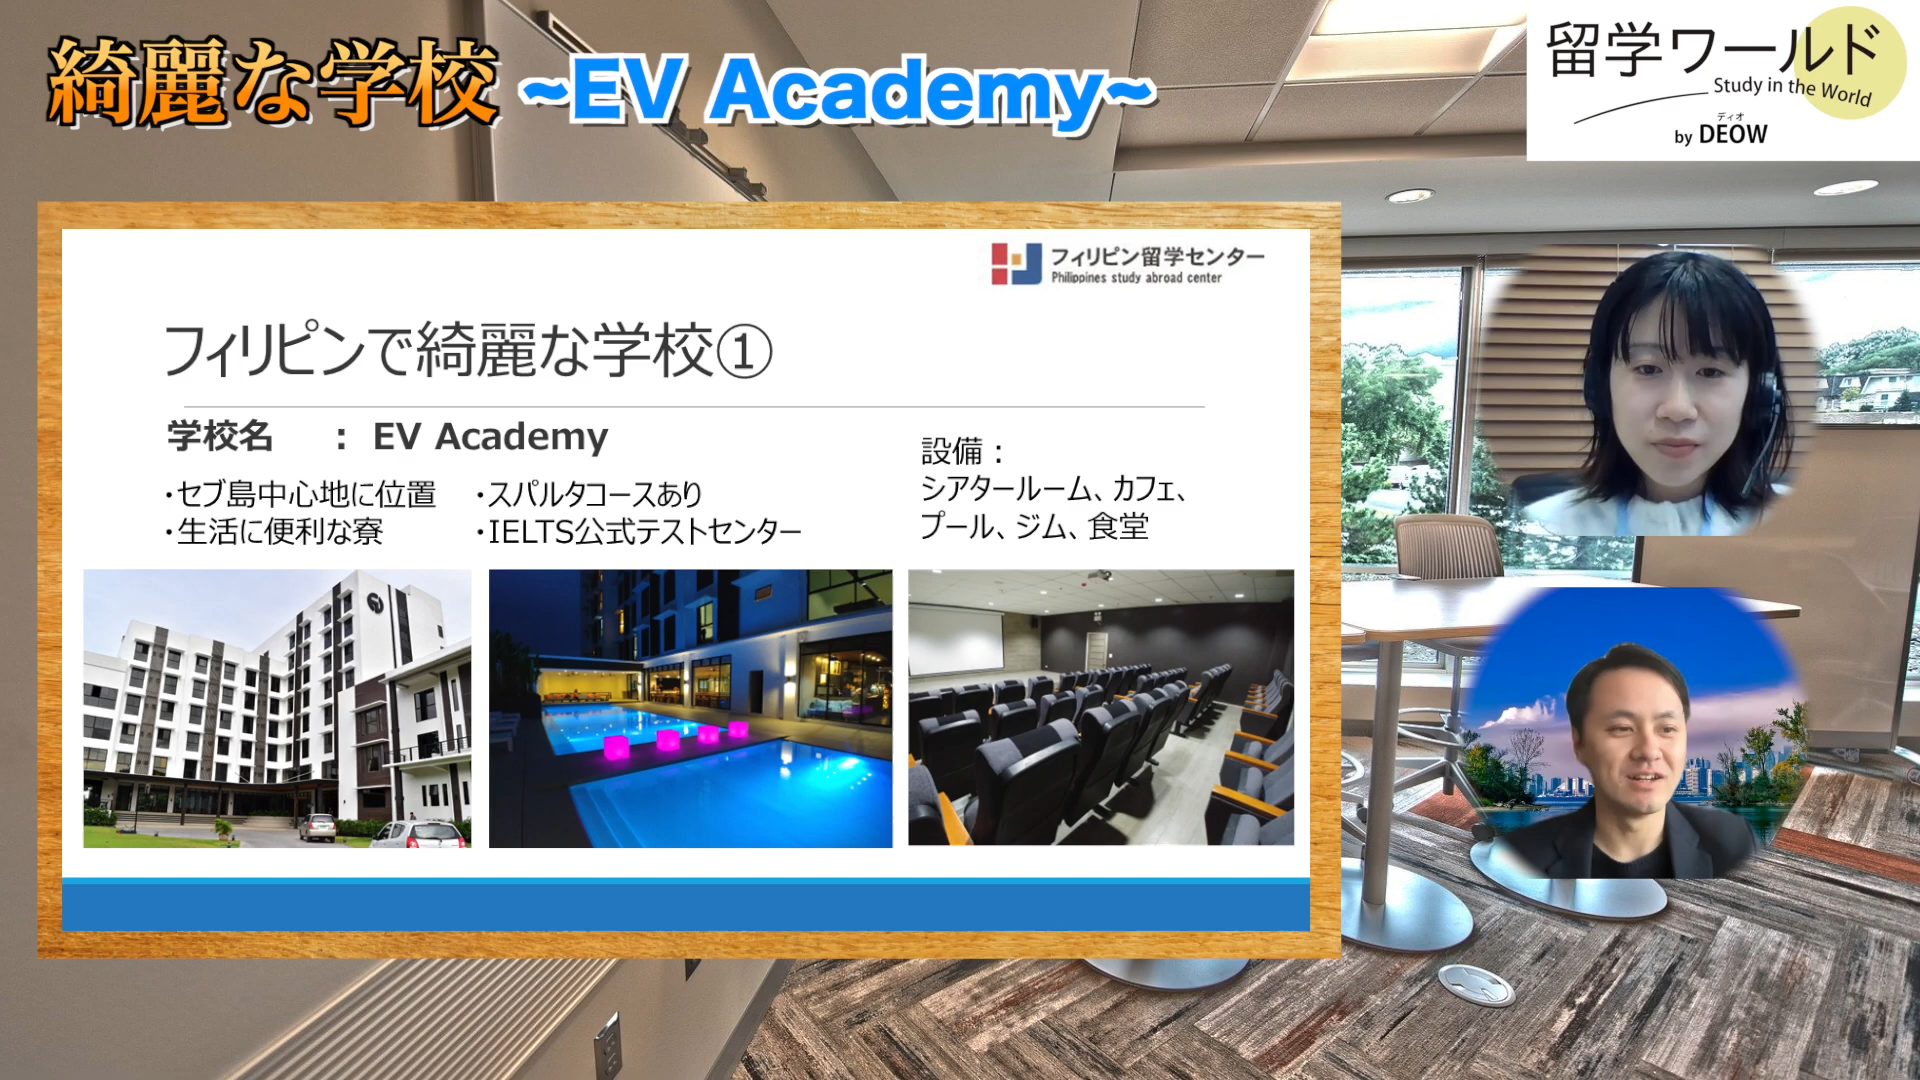 綺麗な学校 ~EV Academy~
留学ワールド
Study in the World
ディオ
by DEOW
フィリピン留学センター
Philippines study abroad center
フィリピンで綺麗な学校①
学校名 : EV Academy
・セブ島中心地に位置 ・スパルタコースあり
・生活に便利な寮 ・IELTS公式テストセンター
設備：
シアタールーム、カフェ、
プール、ジム、食堂